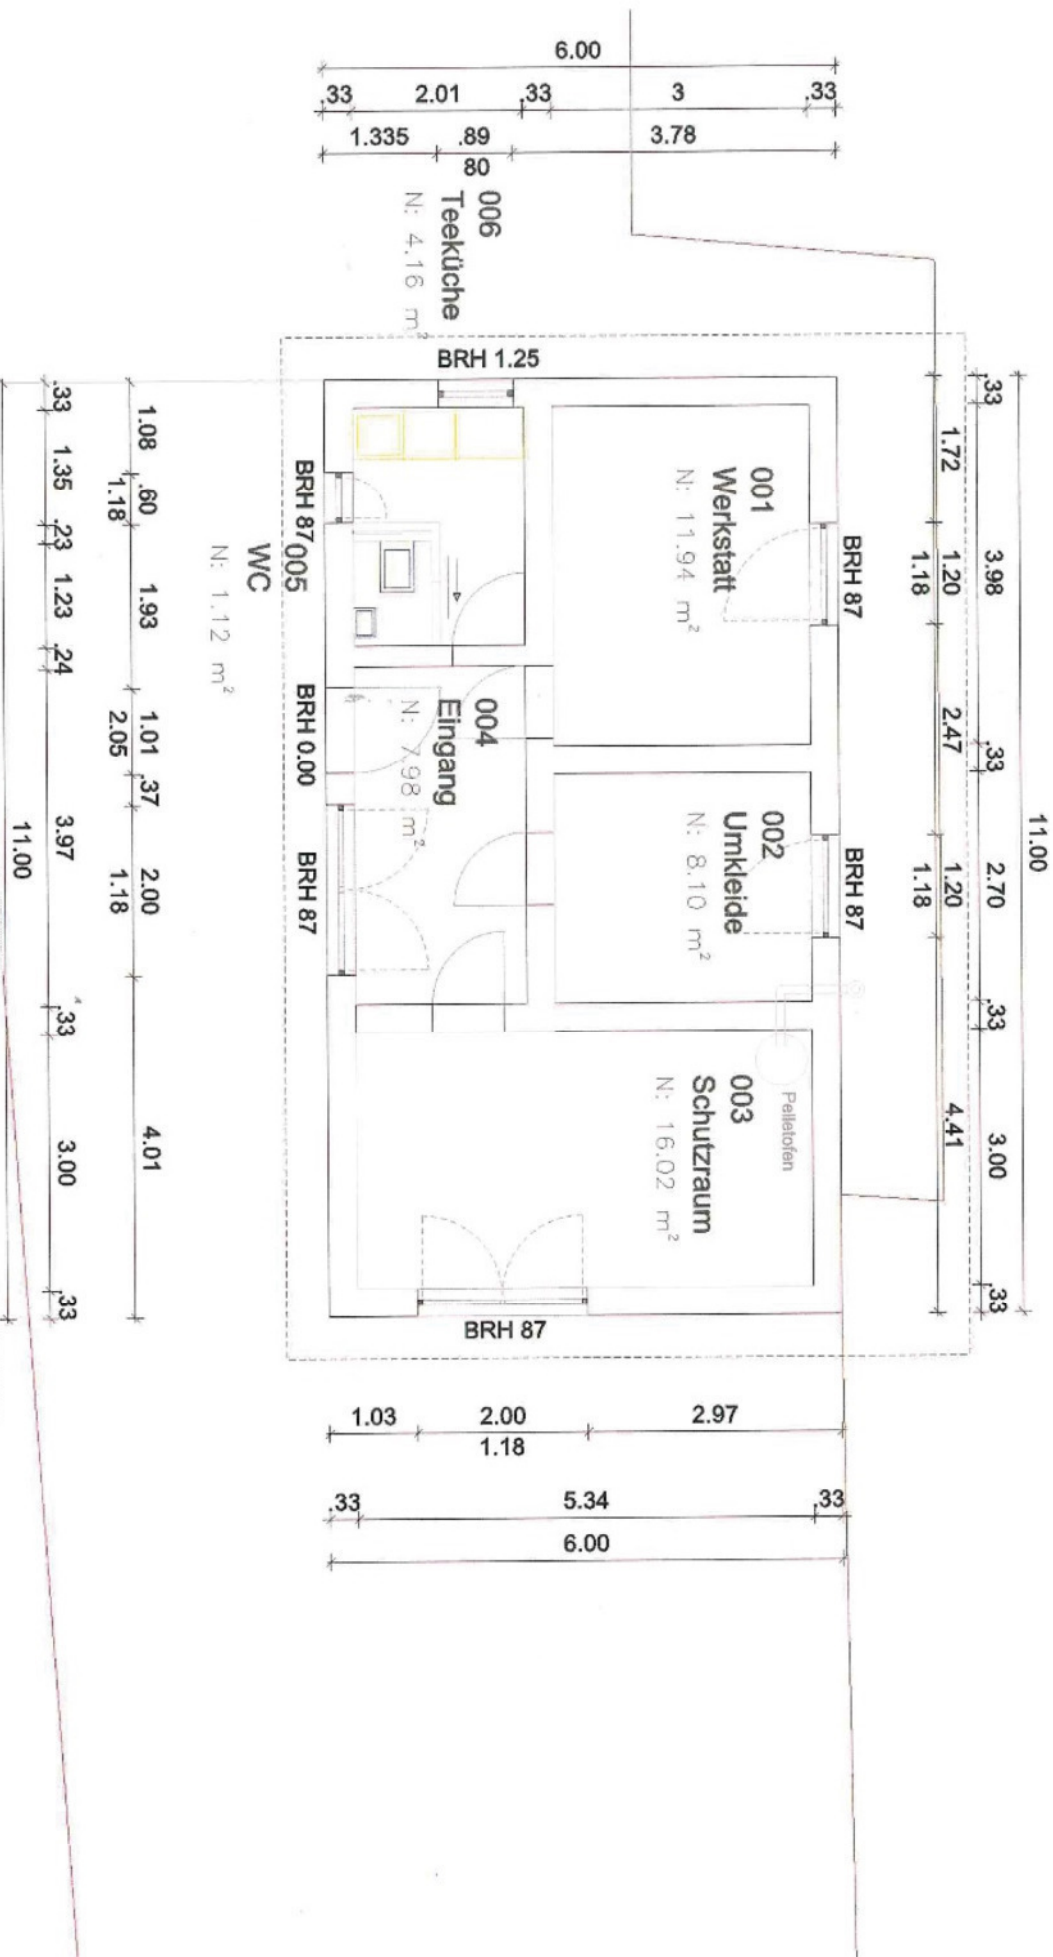 6.00
.33 2.01 .33 3 .33
1.335 .89 3.78
80
006
Teeküche
N: 4.16 m²
BRH 1.25
11.00
.33 3.98 .33 2.70 .33 3.00 .33
1.72 1.20 2.47 1.20 4.41
1.18 1.18
BRH 87
BRH 87
001
Werkstatt
N: 11.94 m²
002
Umkleide
N: 8.10 m²
003
Schutzraum
N: 16.02 m²
Pelletofen
004
Eingang
N: 7.98 m²
BRH 87
005
WC
N: 1.12 m²
BRH 0.00
BRH 87
BRH 87
1.08 .60 1.93 1.01 .37 2.00 4.01
1.18 2.05 1.18
.33 1.35 .23 1.23 .24 3.97 .33 3.00 .33
11.00
1.03 2.00 2.97
1.18
.33 5.34 .33
6.00